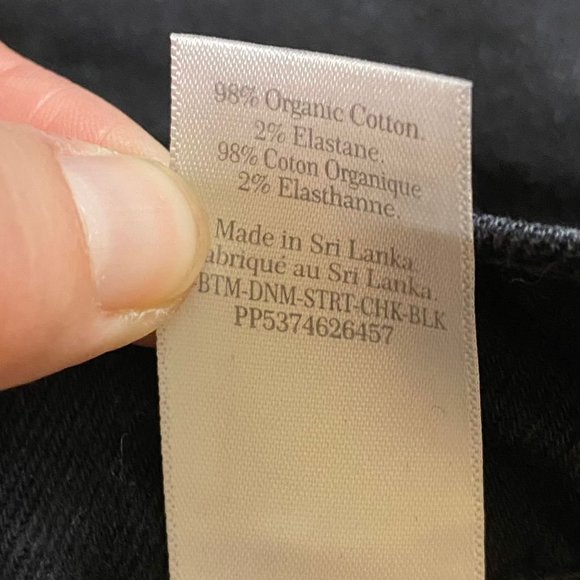 98% Organic Cotton.
2% Elastane.
98% Coton Organique
2% Elasthanne.
Made in Sri Lanka.
abriqué au Sri Lanka.
BTM-DNM-STRT-CHK-BLK
PP5374626457